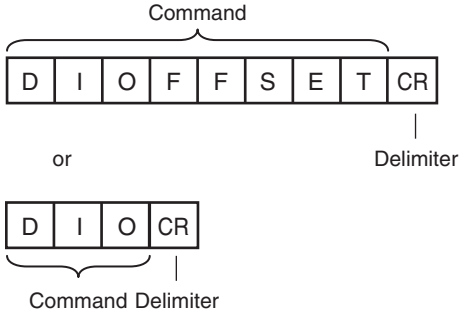 Command
D I O F F S E T CR
or Delimiter
D I O CR
Command Delimiter